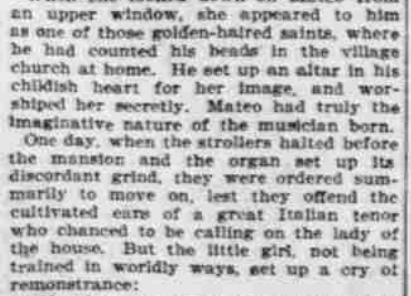 an upper window, she appeared to him
as one of those golden-haired saints, where
he had counted his beads in the village
church at home. He set up an altar in his
childish heart for her image, and wor-
shiped her secretly. Mateo had truly the
imaginative nature of the musician born.
One day, when the strollers halted before
the mansion and the organ set up its
discordant grind, they were ordered sum-
marily to move on, lest they offend the
cultivated ears of a great Italian tenor
who chanced to be calling on the lady of
the house. But the little girl, not being
trained in worldly ways, set up a cry of
remonstrance: